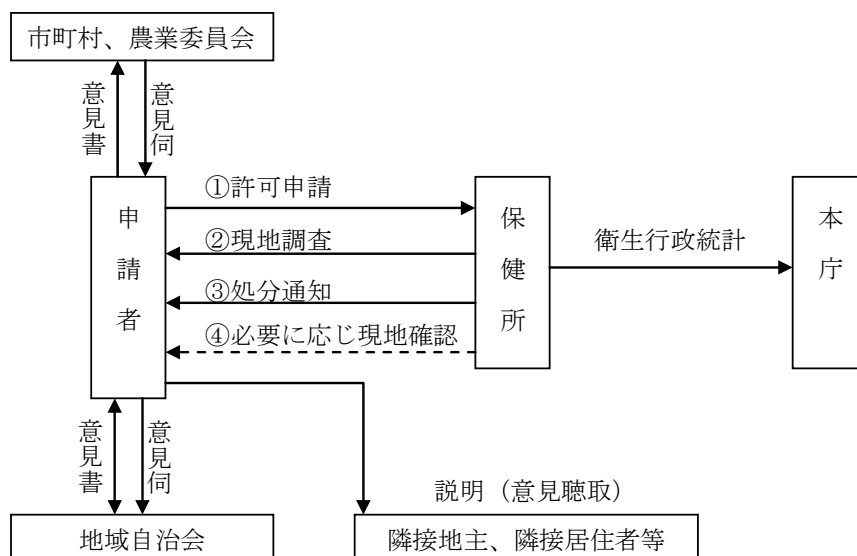 市町村、農業委員会
意見書
意見伺
申請者
①許可申請
②現地調査
③処分通知
④必要に応じ現地確認
保健所
衛生行政統計
本庁
意見書
意見伺
説明（意見聴取）
地域自治会
隣接地主、隣接居住者等